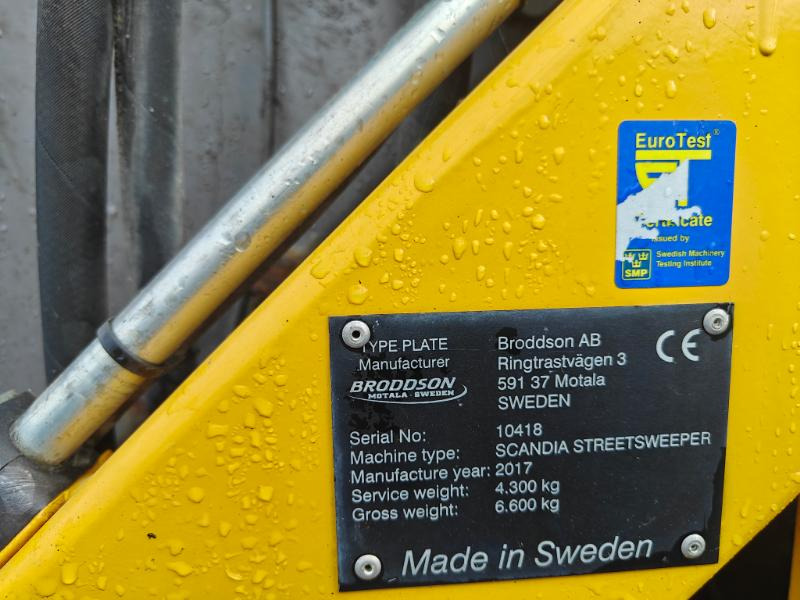 EuroTest®
Certificate
issued by
Swedish Machinery
Testing Institute
SMP
TYPE PLATE
Manufacturer
BRODDSON
MOTALA - SWEDEN
Broddson AB
Ringtrastvägen 3
591 37 Motala
SWEDEN
CE
Serial No: 10418
Machine type: SCANDIA STREETSWEEPER
Manufacture year: 2017
Service weight: 4.300 kg
Gross weight: 6.600 kg
Made in Sweden